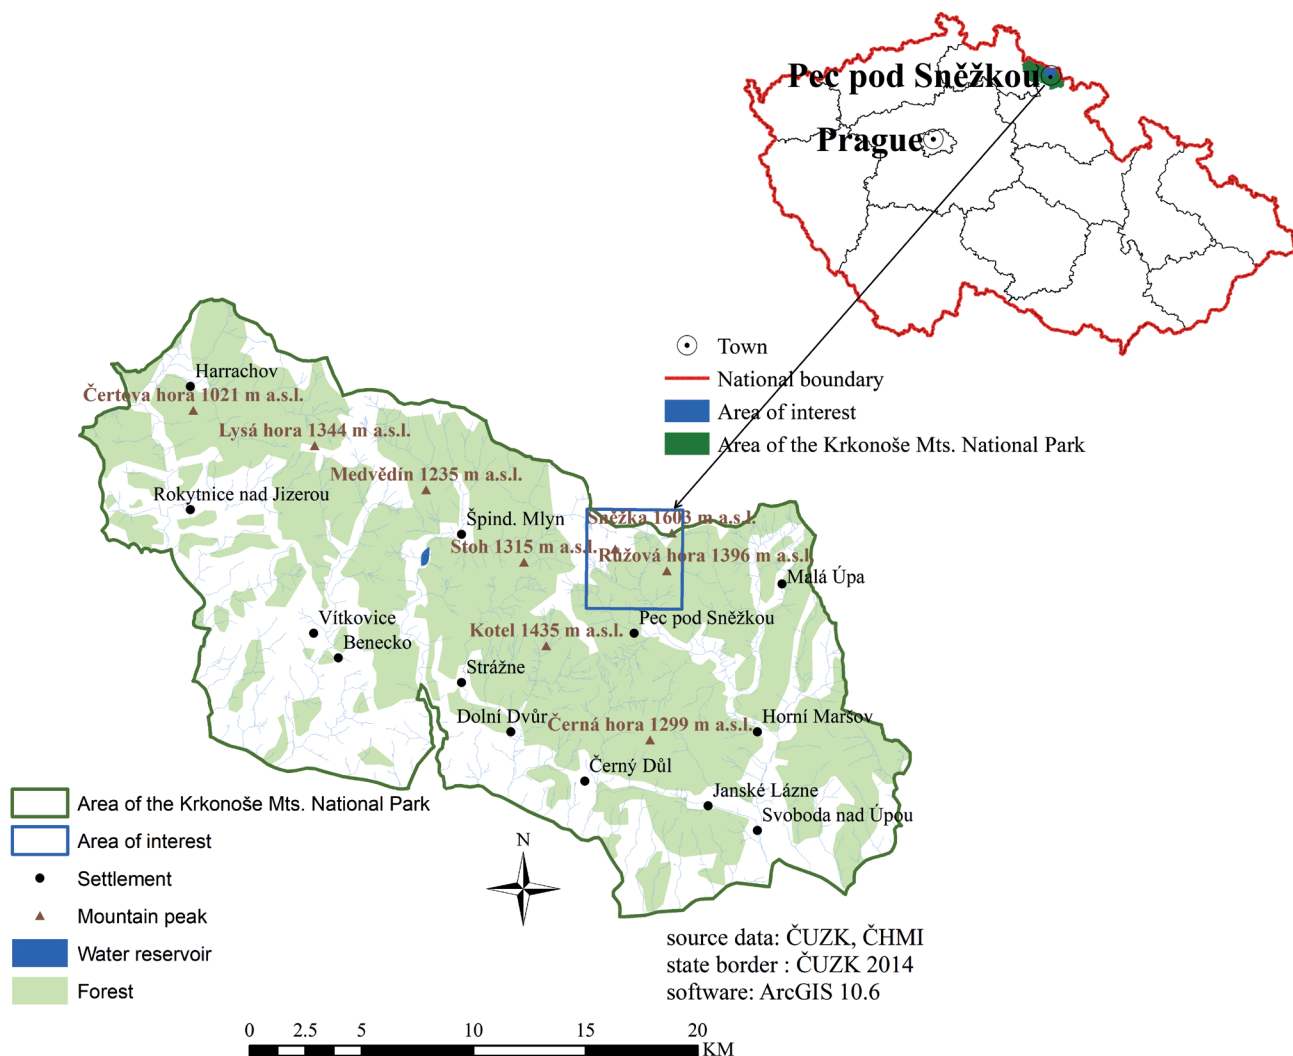 Pec pod Sněžkou
Prague
Town
National boundary
Area of interest
Area of the Krkonoše Mts. National Park
Harrachov
Čertova hora 1021 m a.s.l.
Lysá hora 1344 m a.s.l.
Medvědín 1235 m a.s.l.
Rokytnice nad Jizerou
Špind. Mlyn
Sněžka 1603 m a.s.l.
Stoh 1315 m a.s.l.
Růžová hora 1396 m a.s.l.
Malá Úpa
Vítkovice
Pec pod Sněžkou
Kotel 1435 m a.s.l.
Benecko
Strážne
Dolní Dvůr
Černá hora 1299 m a.s.l.
Horní Maršov
Černý Důl
Janské Lázne
Svoboda nad Úpou
Area of the Krkonoše Mts. National Park
Area of interest
Settlement
Mountain peak
Water reservoir
Forest
N
source data: ČUZK, ČHMI
state border : ČUZK 2014
software: ArcGIS 10.6
0 2.5 5 10 15 20
KM